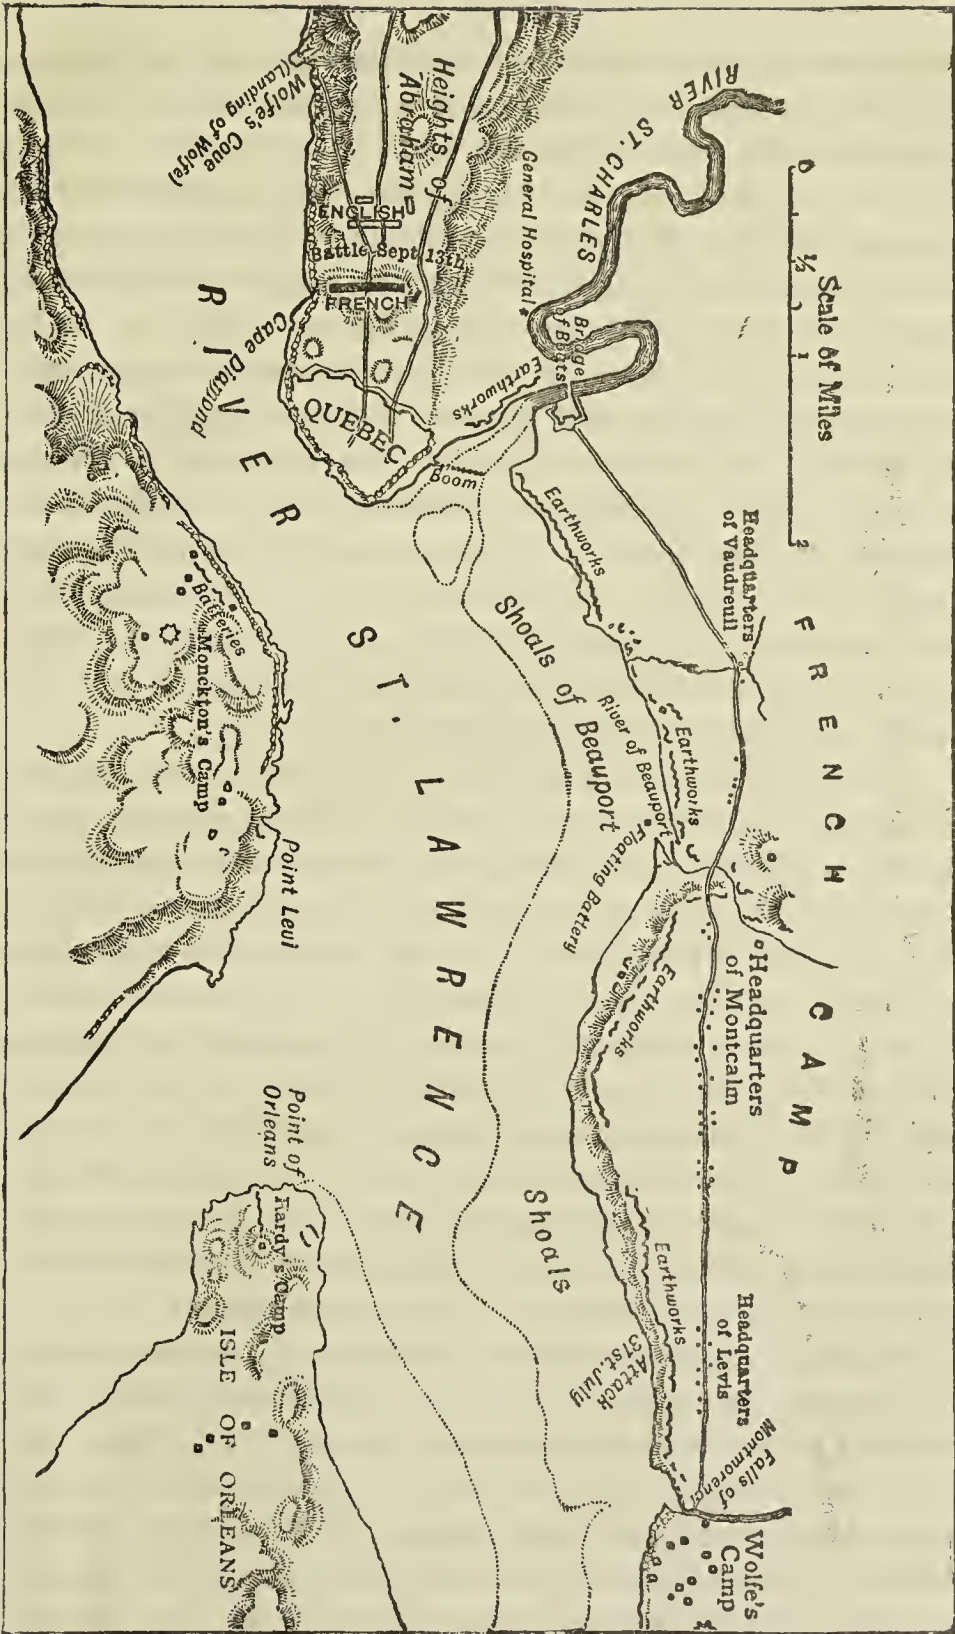 RIVER
ST. CHARLES
Heights of
Abraham
Wolfe's Cove
(Landing of Wolfe)
ENGLISH
Battle Sept 13th
FRENCH
General Hospital
Bridge
of Boats
Earthworks
Cape Diamond
QUEBEC
Boom
0 ½ 1 2
Scale of Miles
RIVER ST. LAWRENCE
Earthworks
Headquarters
of Vaudreuil
FRENCH CAMP
Shoals of Beauport
River of Beauport
Earthworks
Floating Battery
Batteries
Monckton's Camp
Point Levi
Headquarters
of Montcalm
Earthworks
Point of
Orleans
Hardy's Camp
ISLE OF ORLEANS
Shoals
Earthworks
Attack
31st. July
Headquarters
of Levis
Falls of
Montmorency
Wolfe's
Camp